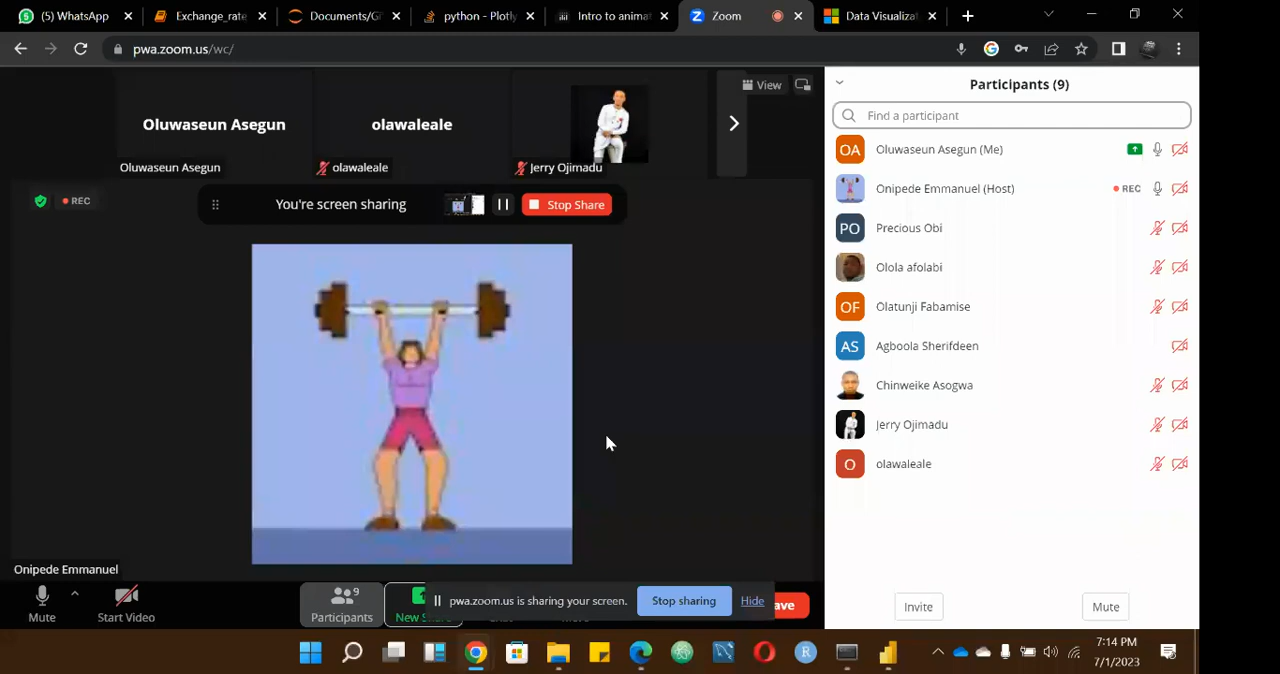 (5) WhatsApp
Exchange_rate
Documents/G
python - Plotly
Intro to animat
Zoom
Data Visualizat
pwa.zoom.us/wc/
Oluwaseun Asegun
olawaleale
Oluwaseun Asegun
olawaleale
Jerry Ojimadu
View
REC
You're screen sharing
Stop Share
Onipede Emmanuel
Participants (9)
Find a participant
OA Oluwaseun Asegun (Me)
Onipede Emmanuel (Host) REC
PO Precious Obi
Olola afolabi
OF Olatunji Fabamise
AS Agboola Sherifdeen
Chinweike Asogwa
Jerry Ojimadu
O olawaleale
Invite
Mute
Mute
Start Video
9
Participants
New
pwa.zoom.us is sharing your screen.
Stop sharing
Hide
ave
R
7:14 PM
7/1/2023